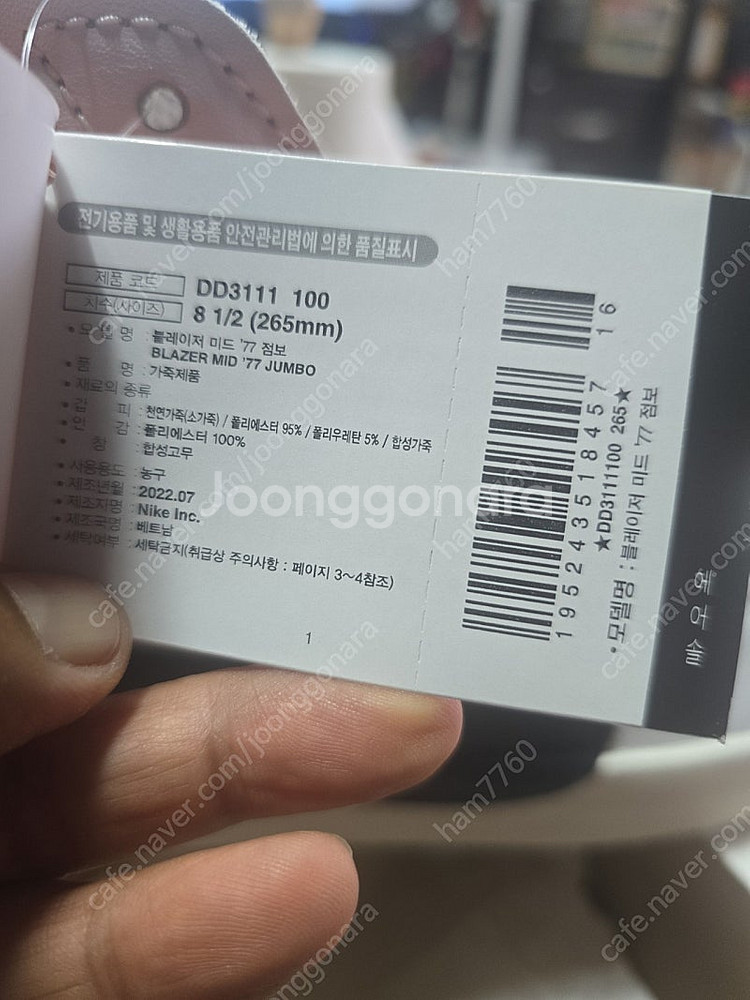 전기용품 및 생활용품 안전관리법에 의한 품질표시
제품 코드 DD3111 100
치수(사이즈) 8 1/2 (265mm)
• 모 델 명 : 블레이저 미드 '77 점보
BLAZER MID '77 JUMBO
• 품 명 : 가죽제품
• 재료의 종류
• 갑 피 : 천연가죽(소가죽) / 폴리에스터 95% / 폴리우레탄 5% / 합성가죽
• 안 감 : 폴리에스터 100%
• 창 : 합성고무
• 사용용도 : 농구
• 제조년월 : 2022.07
• 제조자명 : Nike Inc.
• 제조국명 : 베트남
• 세탁여부 : 세탁금지(취급상 주의사항 : 페이지 3~4참조)
1
16
195243518457
★DD3111100 265★
• 모델명 : 블레이저 미드 '77 점보
에어솔
Joonggonara
cafe.naver.com/joonggonara
ham7760